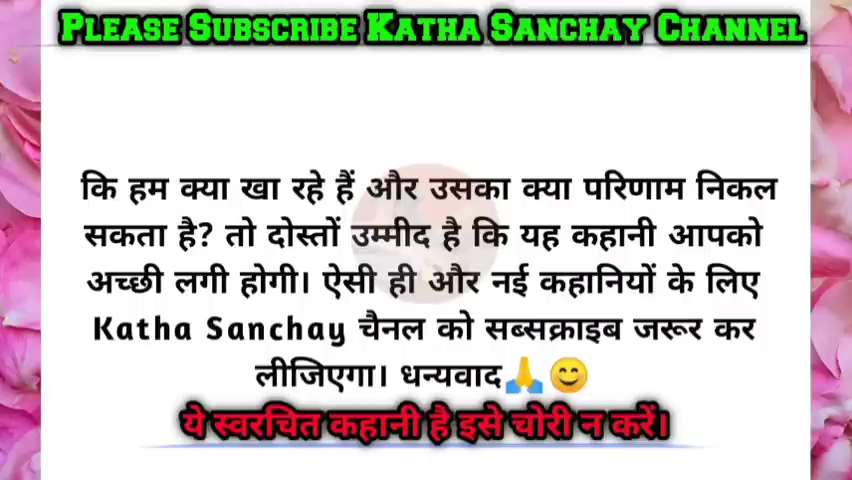 PLEASE SUBSCRIBE KATHA SANCHAY CHANNEL
कि हम क्या खा रहे हैं और उसका क्या परिणाम निकल
सकता है? तो दोस्तों उम्मीद है कि यह कहानी आपको
अच्छी लगी होगी। ऐसी ही और नई कहानियों के लिए
Katha Sanchay चैनल को सब्सक्राइब जरूर कर
लीजिएगा। धन्यवाद🙏😊
ये स्वरचित कहानी है इसे चोरी न करें।